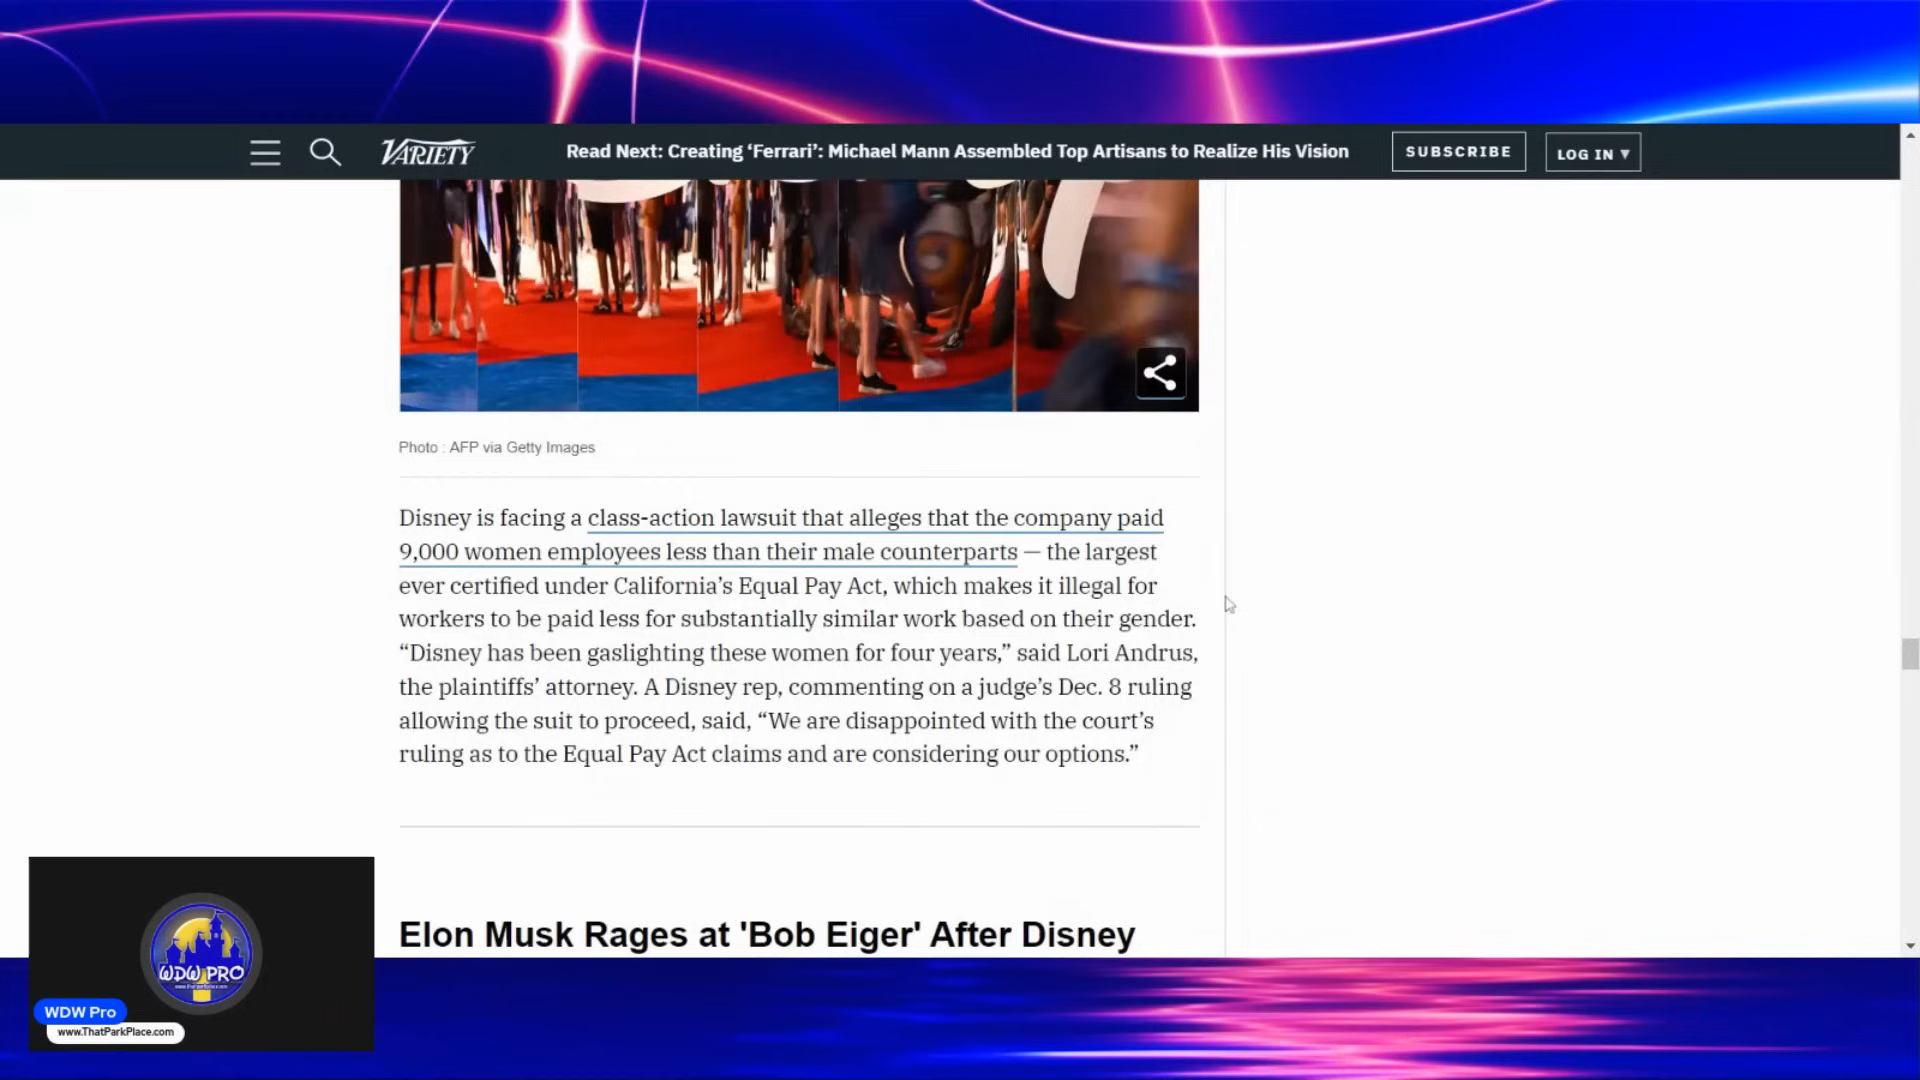 VARIETY
Read Next: Creating ‘Ferrari’: Michael Mann Assembled Top Artisans to Realize His Vision
SUBSCRIBE
LOG IN ▾
Photo : AFP via Getty Images
Disney is facing a class-action lawsuit that alleges that the company paid
9,000 women employees less than their male counterparts — the largest
ever certified under California’s Equal Pay Act, which makes it illegal for
workers to be paid less for substantially similar work based on their gender.
“Disney has been gaslighting these women for four years,” said Lori Andrus,
the plaintiffs’ attorney. A Disney rep, commenting on a judge’s Dec. 8 ruling
allowing the suit to proceed, said, “We are disappointed with the court’s
ruling as to the Equal Pay Act claims and are considering our options.”
Elon Musk Rages at 'Bob Eiger' After Disney
WDW PRO
www.ThatParkPlace.com
WDW Pro
www.ThatParkPlace.com